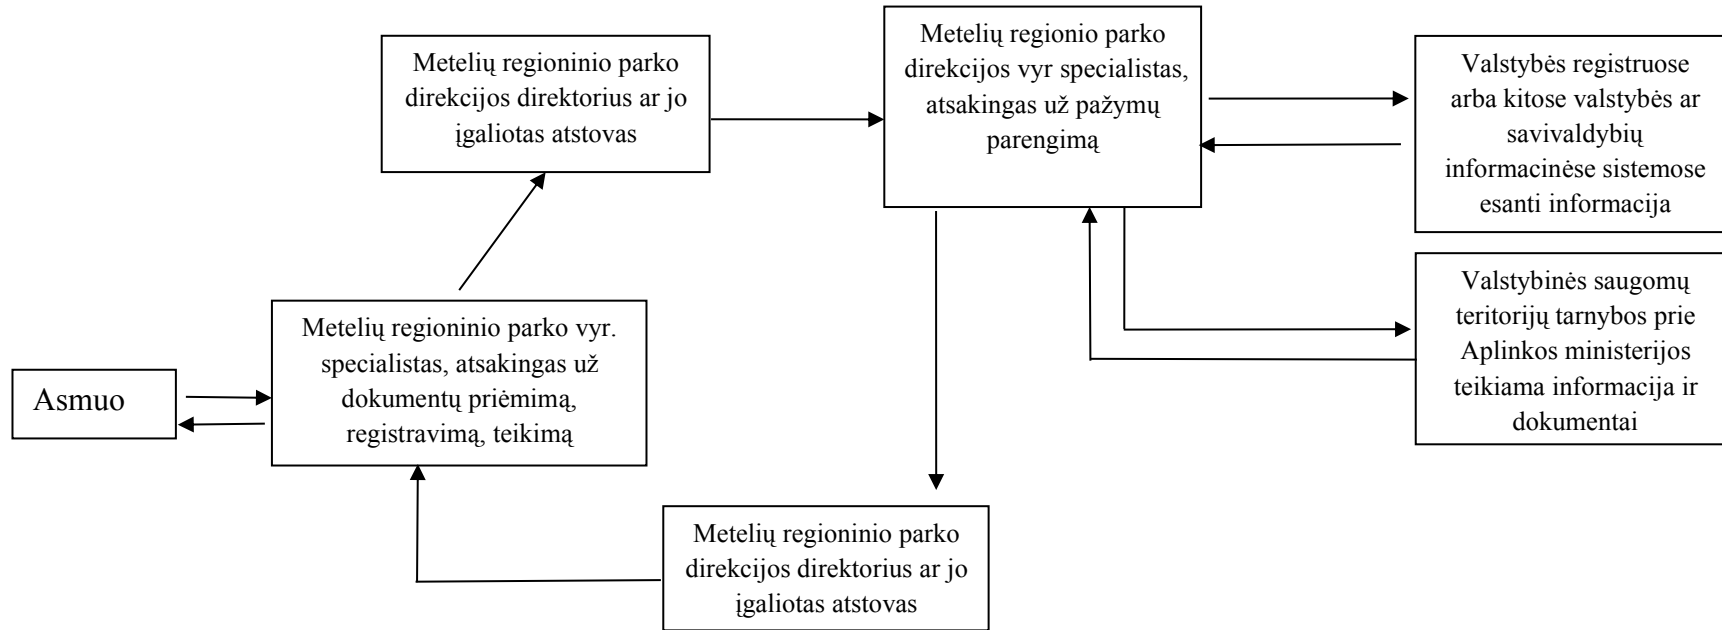 Metelių regioninio parko
direkcijos direktorius ar jo
įgaliotas atstovas
Metelių regionio parko
direkcijos vyr specialistas,
atsakingas už pažymų
parengimą
Valstybės registruose
arba kitose valstybės ar
savivaldybių
informacinėse sistemose
esanti informacija
Valstybinės saugomų
teritorijų tarnybos prie
Aplinkos ministerijos
teikiama informacija ir
dokumentai
Metelių regioninio parko vyr.
specialistas, atsakingas už
dokumentų priėmimą,
registravimą, teikimą
Asmuo
Metelių regioninio parko
direkcijos direktorius ar jo
įgaliotas atstovas